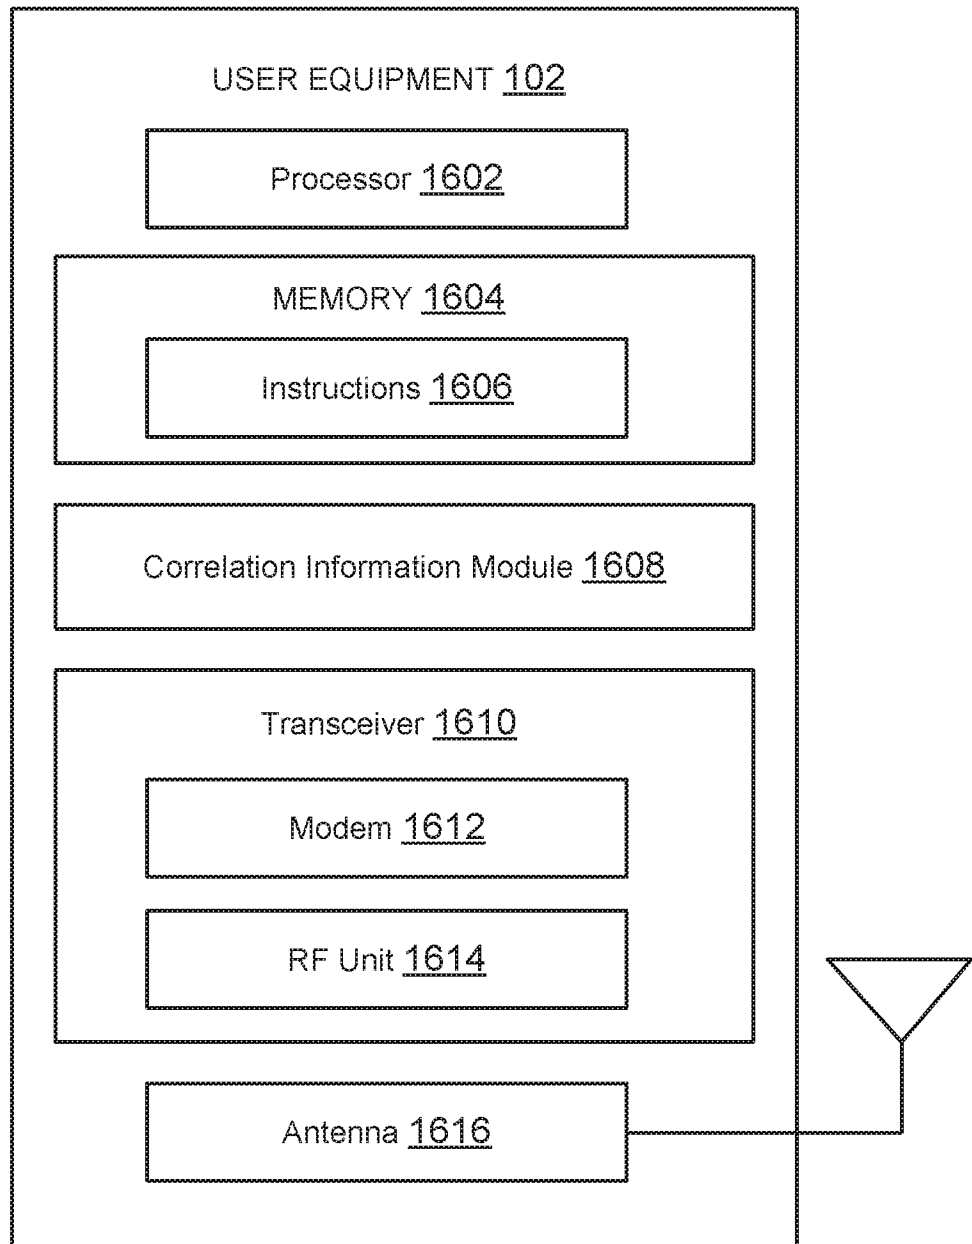 USER EQUIPMENT 102
Processor 1602
MEMORY 1604
Instructions 1606
Correlation Information Module 1608
Transceiver 1610
Modem 1612
RF Unit 1614
Antenna 1616